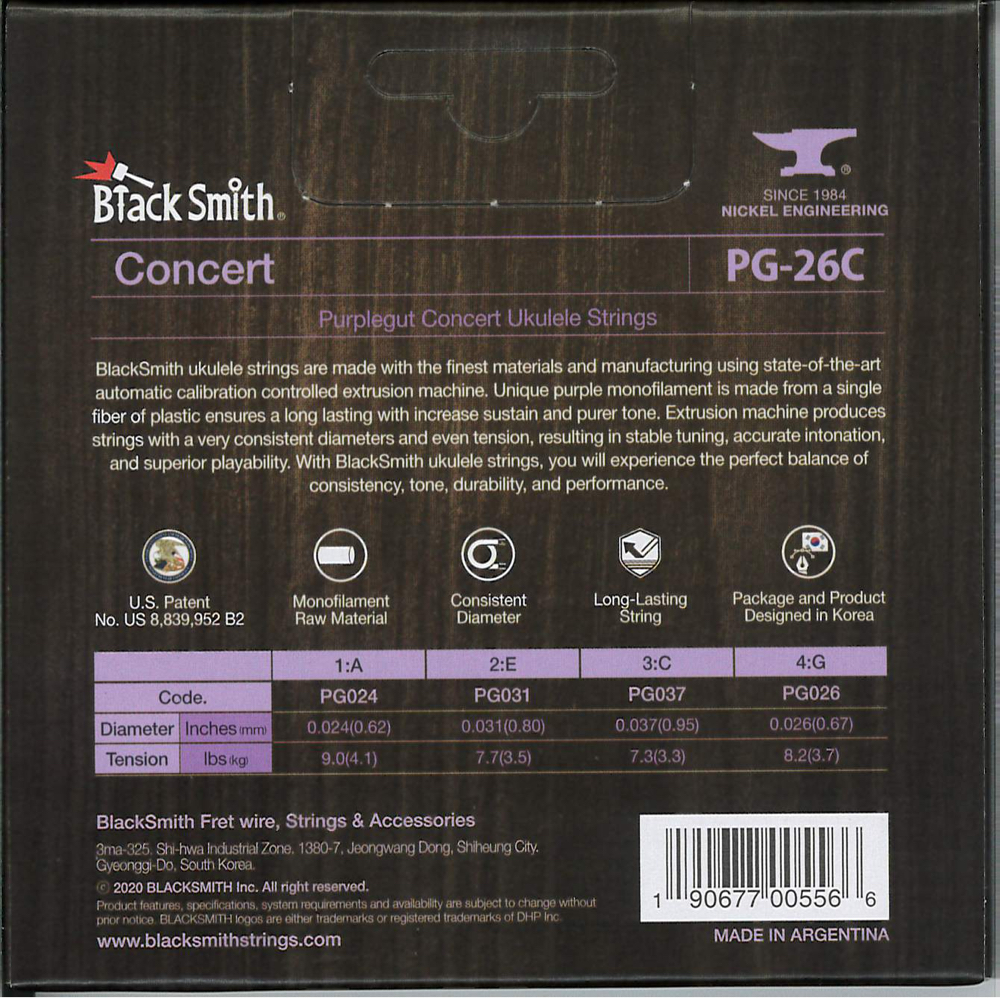 Black Smith®
®
SINCE 1984
NICKEL ENGINEERING
Concert
PG-26C
Purplegut Concert Ukulele Strings
BlackSmith ukulele strings are made with the finest materials and manufacturing using state-of-the-art
automatic calibration controlled extrusion machine. Unique purple monofilament is made from a single
fiber of plastic ensures a long lasting with increase sustain and purer tone. Extrusion machine produces
strings with a very consistent diameters and even tension, resulting in stable tuning, accurate intonation,
and superior playability. With BlackSmith ukulele strings, you will experience the perfect balance of
consistency, tone, durability, and performance.
U.S. Patent
No. US 8,839,952 B2
Monofilament
Raw Material
Consistent
Diameter
Long-Lasting
String
Package and Product
Designed in Korea
1:A 2:E 3:C 4:G
Code. PG024 PG031 PG037 PG026
Diameter Inches (mm) 0.024(0.62) 0.031(0.80) 0.037(0.95) 0.026(0.67)
Tension lbs (kg) 9.0(4.1) 7.7(3.5) 7.3(3.3) 8.2(3.7)
BlackSmith Fret wire, Strings & Accessories
3ma-325, Shi-hwa Industrial Zone, 1380-7, Jeongwang Dong, Shiheung City.
Gyeonggi-Do, South Korea.
© 2020 BLACKSMITH Inc. All right reserved.
Product features, specifications, system requirements and availability are subject to change without
prior notice. BLACKSMITH logos are either trademarks or registered trademarks of DHP Inc.
www.blacksmithstrings.com
1 90677 00556 6
MADE IN ARGENTINA